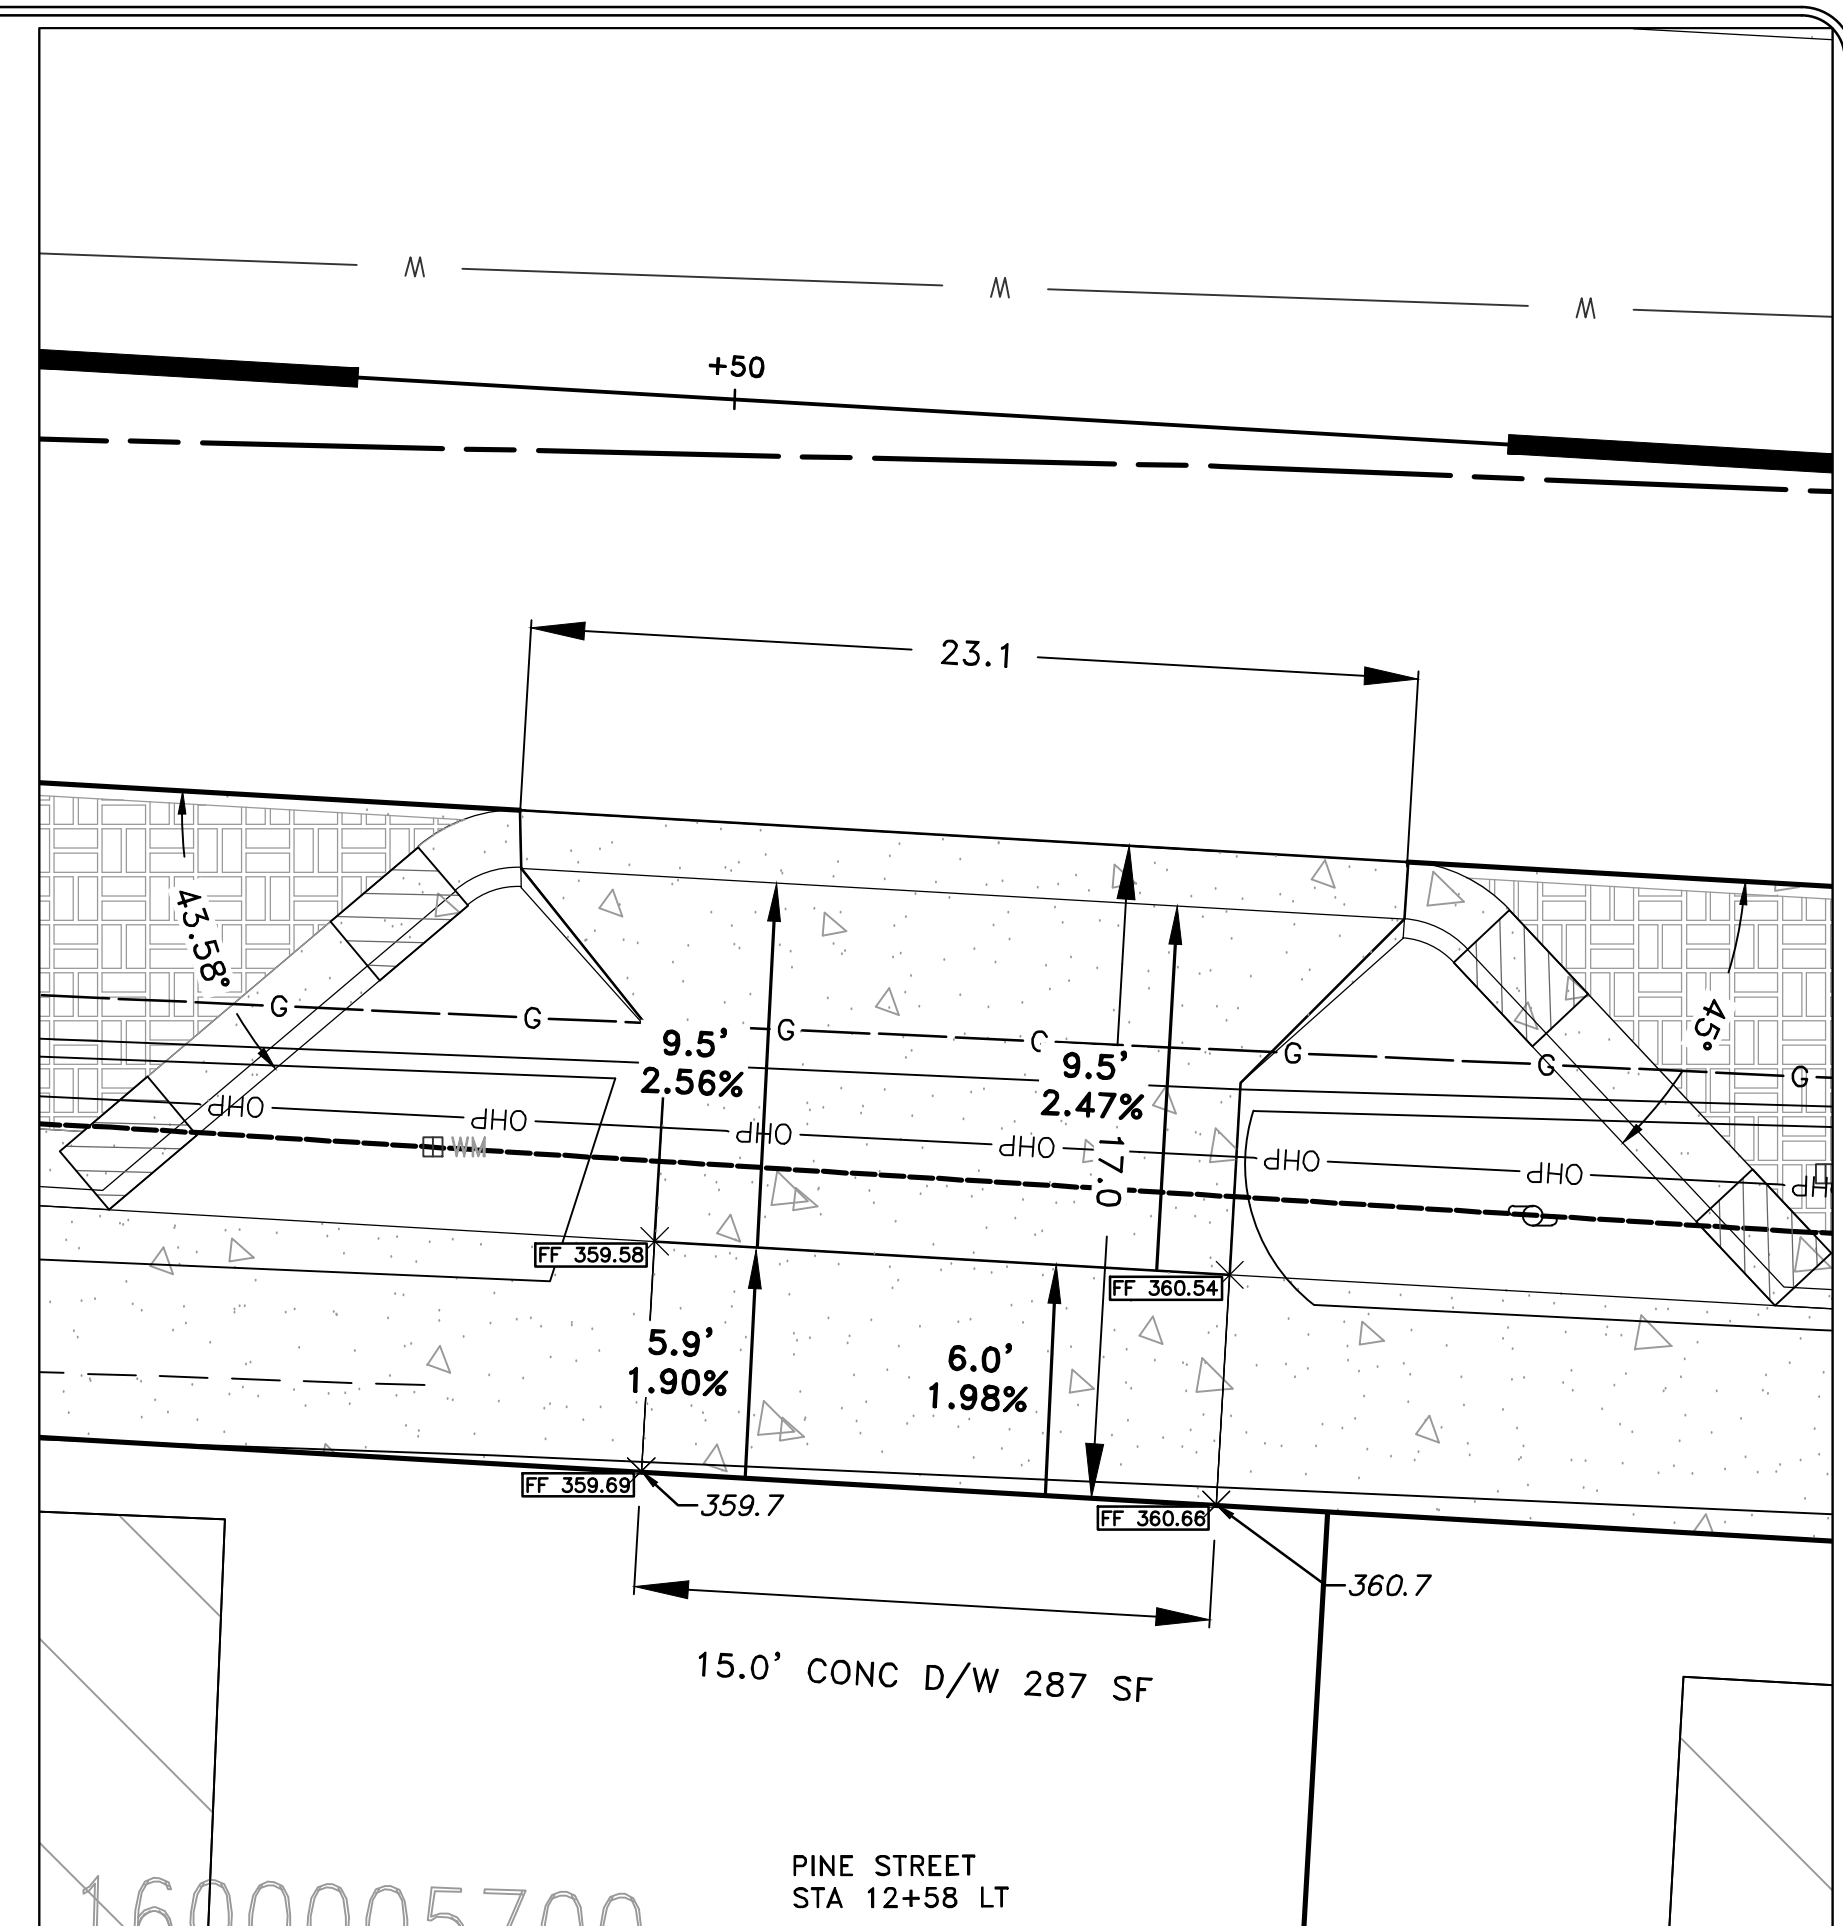 W W W
+50
23.1
43.58°
45°
G G G G G G
9.5'
2.56%
9.5'
2.47%
OHP OHP OHP OHP OHP OHP OHP
WM
17.0
FF 359.58
FF 360.54
5.9'
1.90%
6.0'
1.98%
FF 359.69
359.7
FF 360.66
360.7
15.0' CONC D/W 287 SF
PINE STREET
STA 12+58 LT
1600005700